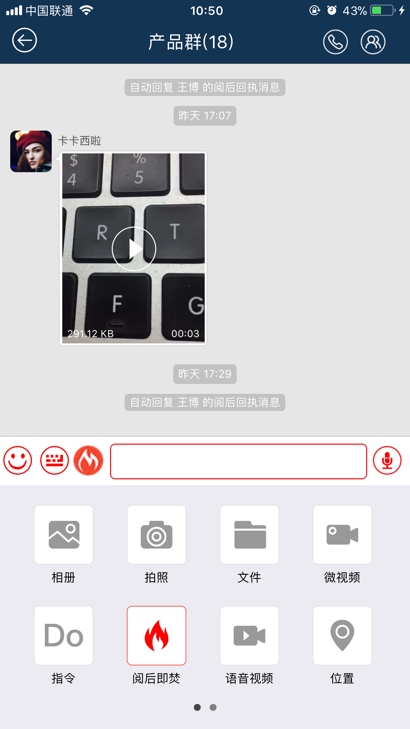 中国联通 10:50 43%
产品群(18)
自动回复 王博 的阅后回执消息
昨天 17:07
卡卡西啦
$ %
4 5
R T
F G
291.12 KB 00:03
昨天 17:29
自动回复 王博 的阅后回执消息
相册 拍照 文件 微视频
Do
指令 阅后即焚 语音视频 位置